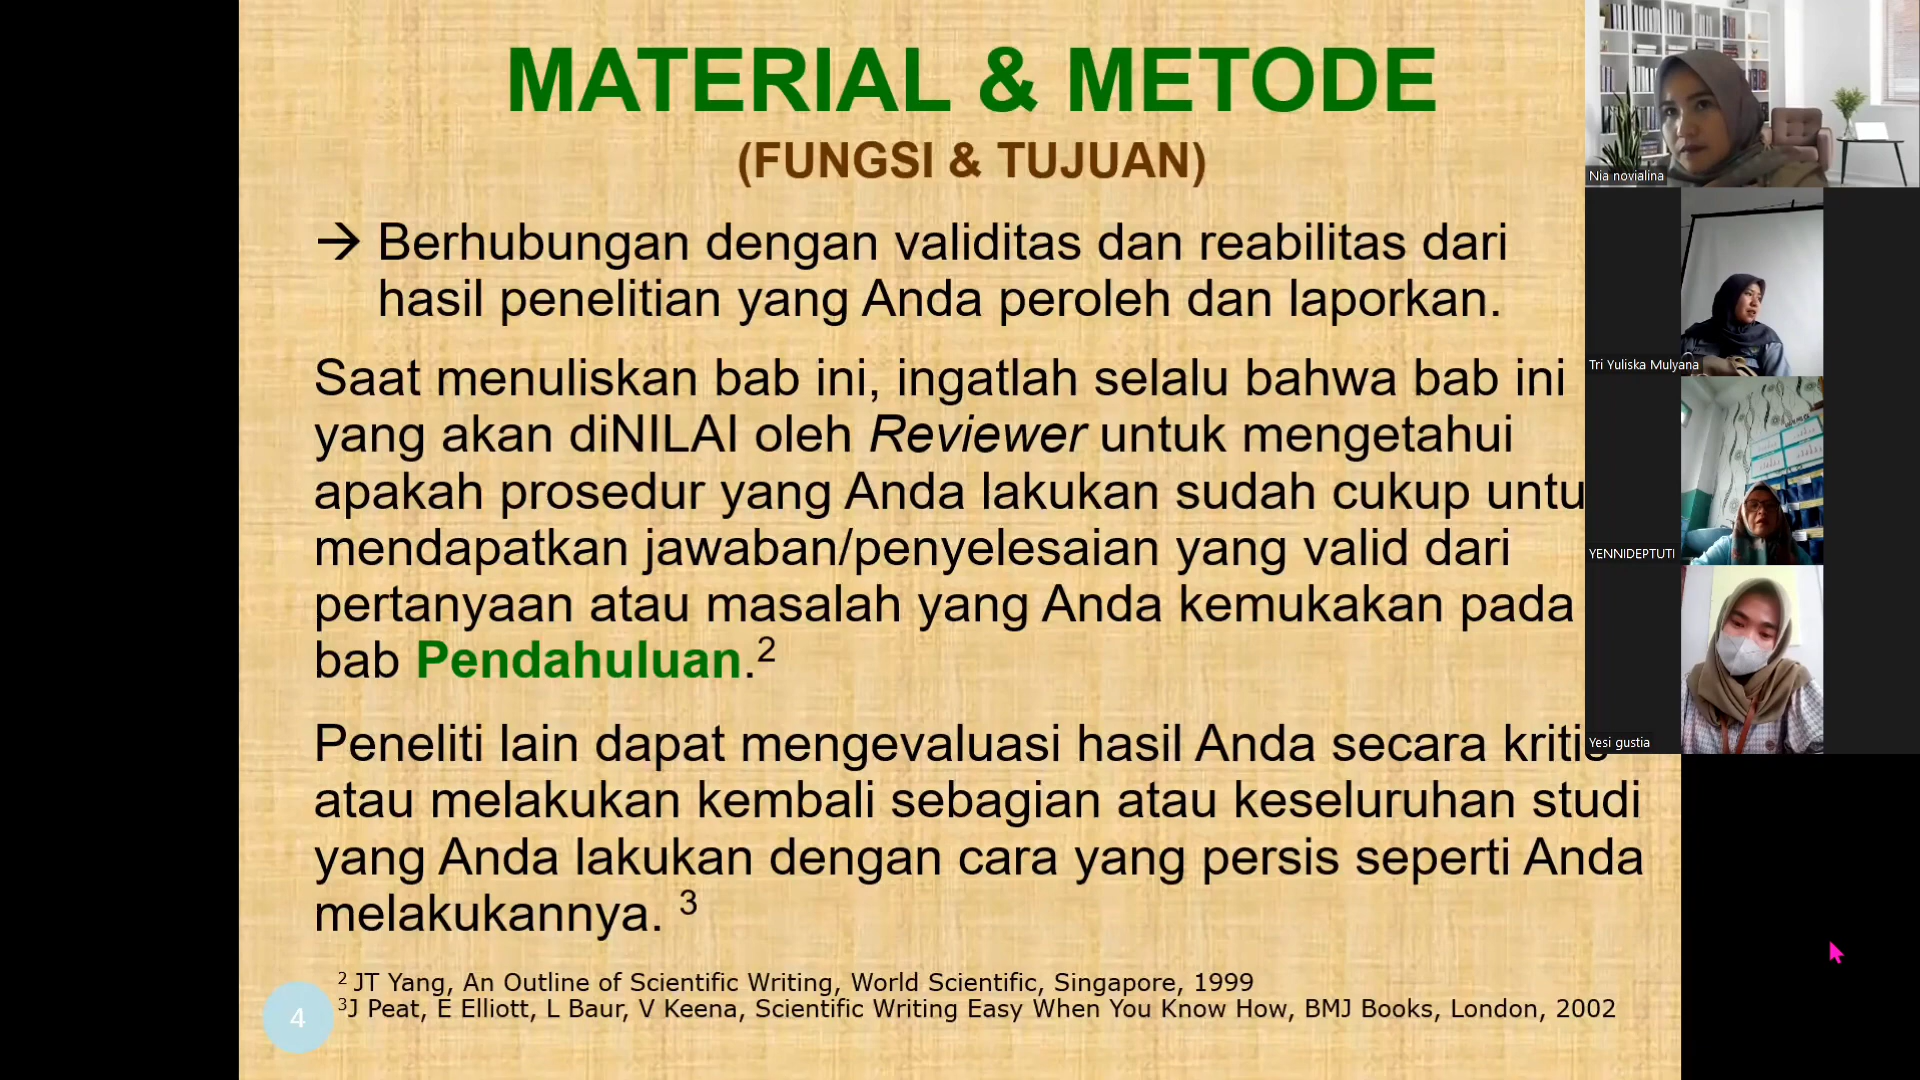 MATERIAL & METODE
(FUNGSI & TUJUAN)
→ Berhubungan dengan validitas dan reabilitas dari
hasil penelitian yang Anda peroleh dan laporkan.
Saat menuliskan bab ini, ingatlah selalu bahwa bab ini
yang akan diNILAI oleh Reviewer untuk mengetahui
apakah prosedur yang Anda lakukan sudah cukup untu
mendapatkan jawaban/penyelesaian yang valid dari
pertanyaan atau masalah yang Anda kemukakan pada
bab Pendahuluan.²
Peneliti lain dapat mengevaluasi hasil Anda secara kritis
atau melakukan kembali sebagian atau keseluruhan studi
yang Anda lakukan dengan cara yang persis seperti Anda
melakukannya. ³
² JT Yang, An Outline of Scientific Writing, World Scientific, Singapore, 1999
³J Peat, E Elliott, L Baur, V Keena, Scientific Writing Easy When You Know How, BMJ Books, London, 2002
4
Nia novialina
Tri Yuliska Mulyana
YENNIDEPTUTI
Yesi gustia